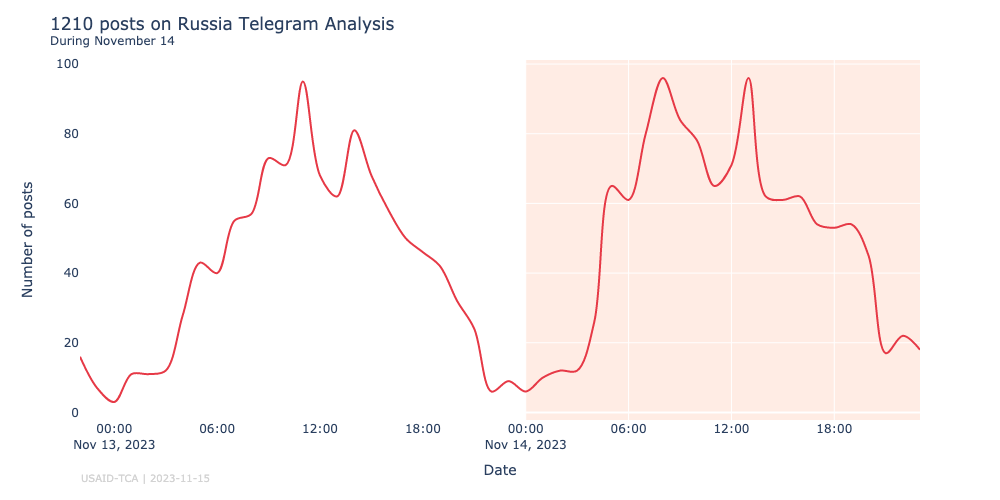 1210 posts on Russia Telegram Analysis
During November 14
100
80
60
40
20
0
Number of posts
00:00 06:00 12:00 18:00 00:00 06:00 12:00 18:00
Nov 13, 2023 Nov 14, 2023
Date
USAID-TCA | 2023-11-15